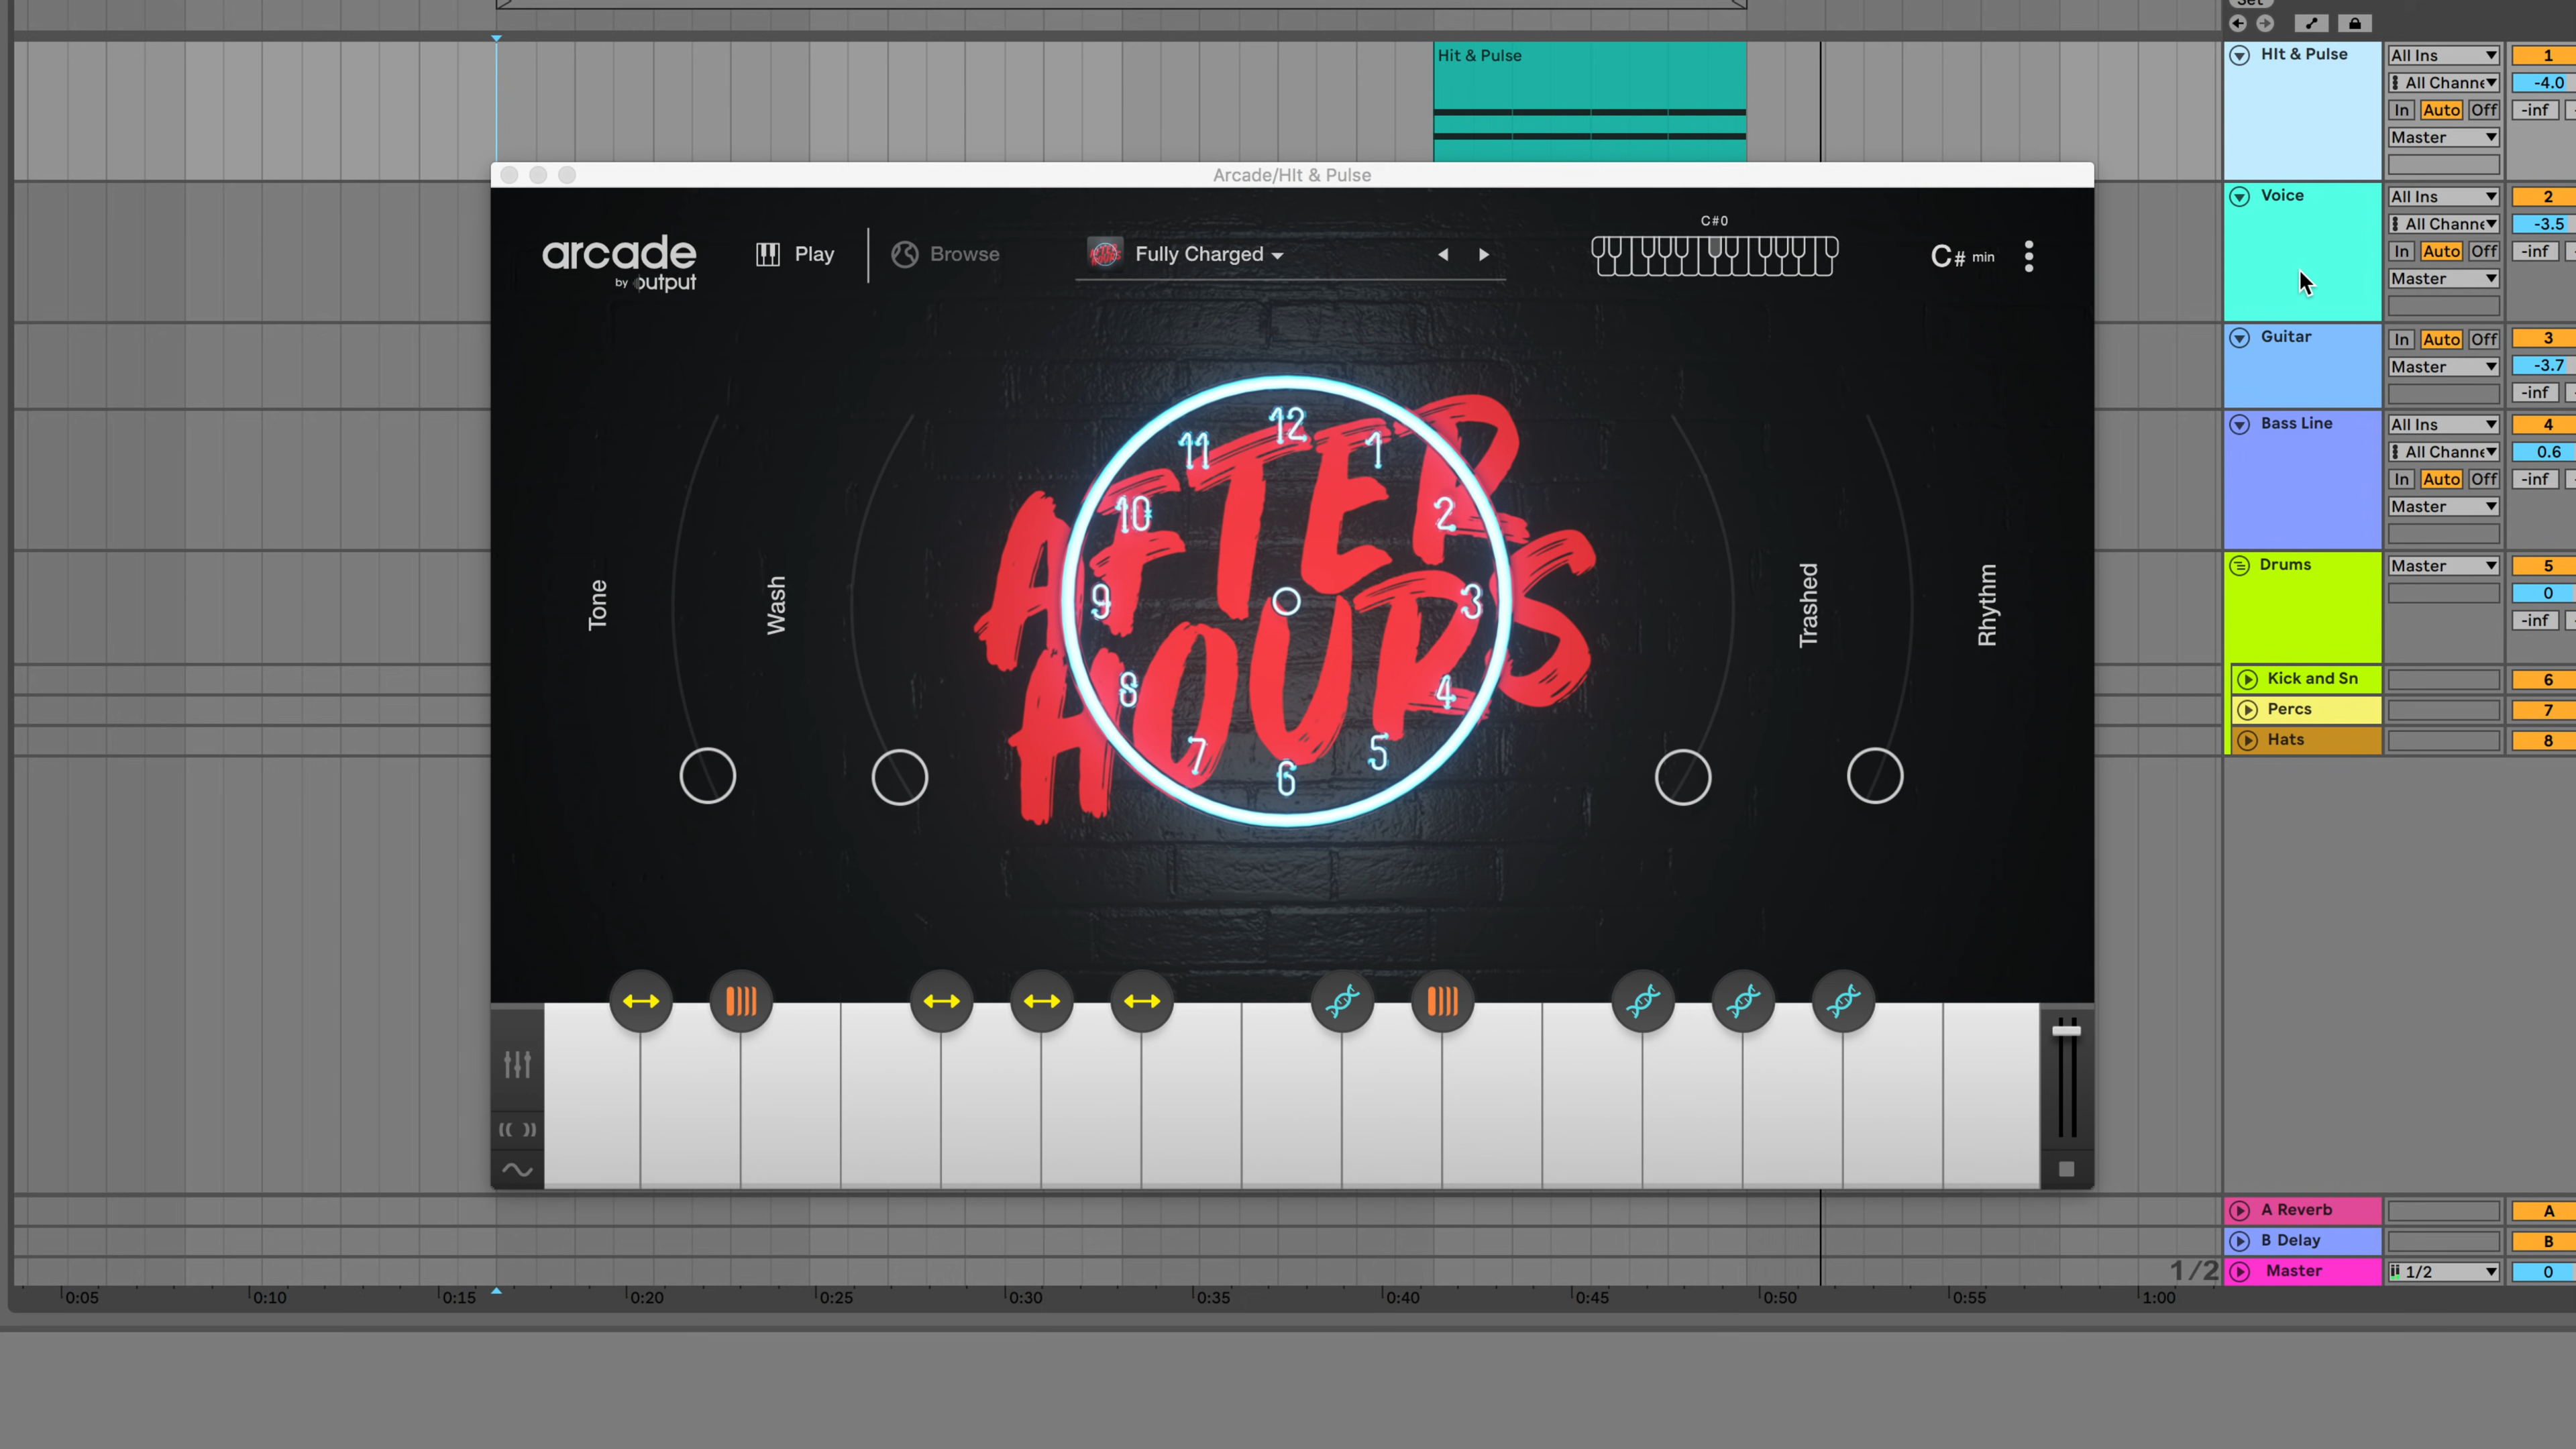 Set
Hit & Pulse
HIt & Pulse
All Ins
1
All Channe
-4.0
In
Auto
Off
-inf
Master
Arcade/HIt & Pulse
Voice
All Ins
2
All Channe
-3.5
In
Auto
Off
-inf
Master
arcade
by output
Play
Browse
AFTER HOURS
Fully Charged
C#0
C# min
Guitar
In
Auto
Off
3
Master
-3.7
-inf
Bass Line
All Ins
4
All Channe
0.6
In
Auto
Off
-inf
Master
Drums
Master
5
0
-inf
Kick and Sn
6
Percs
7
Hats
8
Tone
Wash
AFTER
HOURS
12
1
2
3
4
5
6
7
8
9
10
11
Trashed
Rhythm
A Reverb
A
B Delay
B
1/2
Master
1/2
0
0:05
0:10
0:15
0:20
0:25
0:30
0:35
0:40
0:45
0:50
0:55
1:00